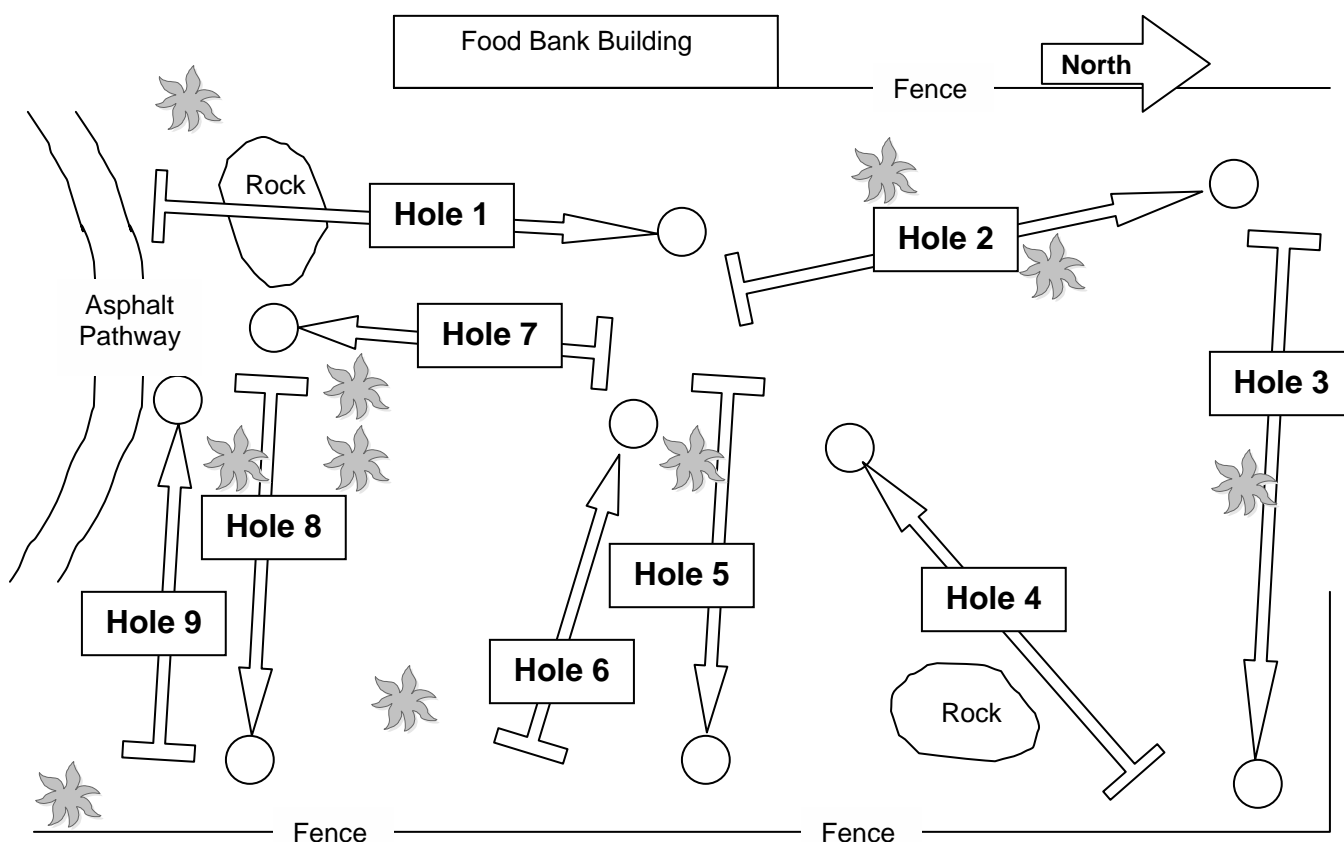 Food Bank Building
North
Fence
Rock
Hole 1
Hole 2
Asphalt
Pathway
Hole 7
Hole 3
Hole 8
Hole 5
Hole 4
Hole 9
Hole 6
Rock
Fence
Fence